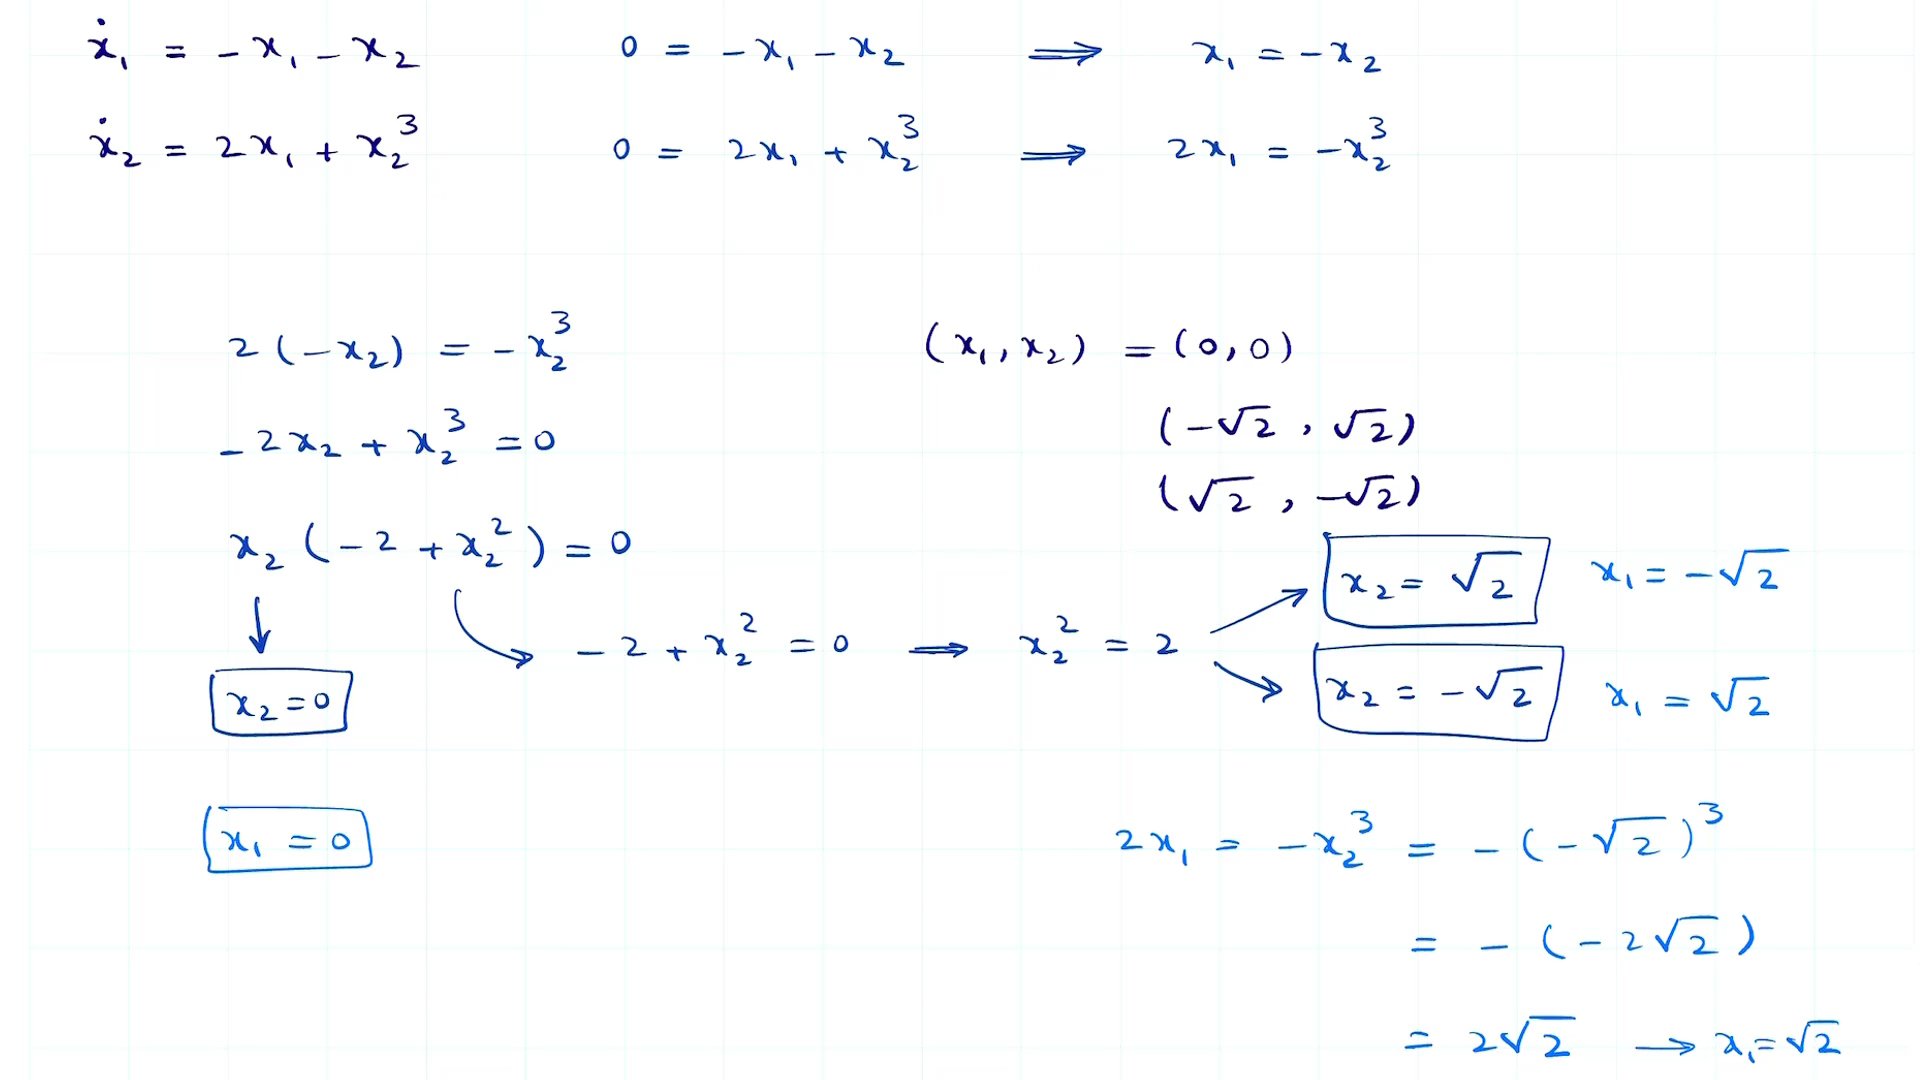 ẋ₁ = -x₁ - x₂    0 = -x₁ - x₂ ⟹ x₁ = -x₂
ẋ₂ = 2x₁ + x₂³    0 = 2x₁ + x₂³ ⟹ 2x₁ = -x₂³
2(-x₂) = -x₂³    (x₁, x₂) = (0, 0)
(-√2, √2)
-2x₂ + x₂³ = 0
(√2, -√2)
x₂(-2 + x₂²) = 0
x₂ = √2    x₁ = -√2
↓ ↘ -2 + x₂² = 0 ⟹ x₂² = 2 ↗ ↘
x₂ = 0    x₂ = -√2    x₁ = √2
x₁ = 0    2x₁ = -x₂³ = -(-√2)³
= -(-2√2)
= 2√2 → x₁ = √2